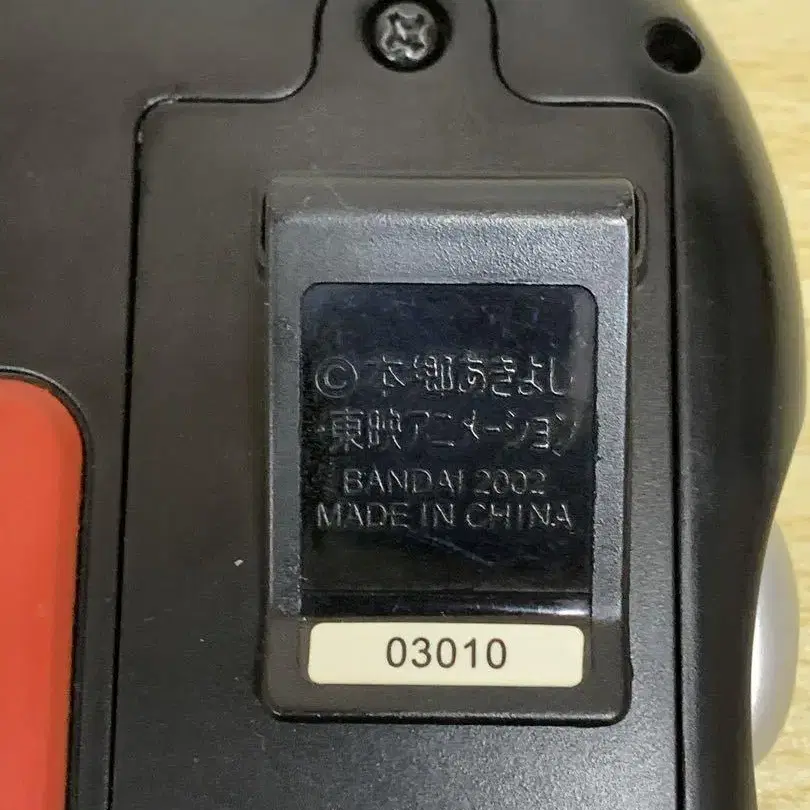 © 本郷あきよし
・東映アニメーション
BANDAI 2002
MADE IN CHINA
03010